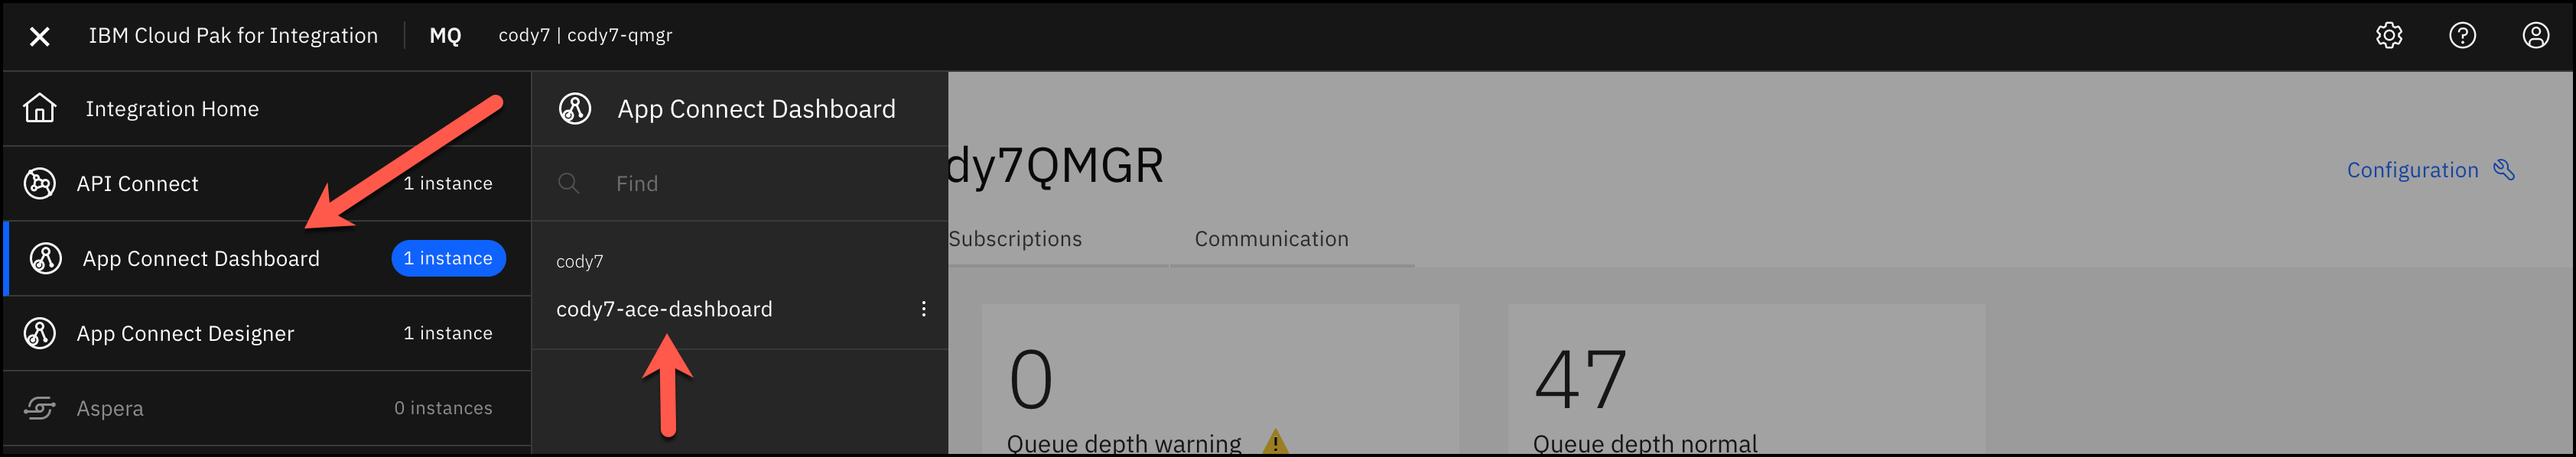 IBM Cloud Pak for Integration MQ cody7 | cody7-qmgr
Integration Home
API Connect 1 instance
App Connect Dashboard 1 instance
App Connect Designer 1 instance
Aspera 0 instances
App Connect Dashboard
Find
cody7
cody7-ace-dashboard
dy7QMGR
Configuration
Subscriptions Communication
0
Queue depth warning
47
Queue depth normal